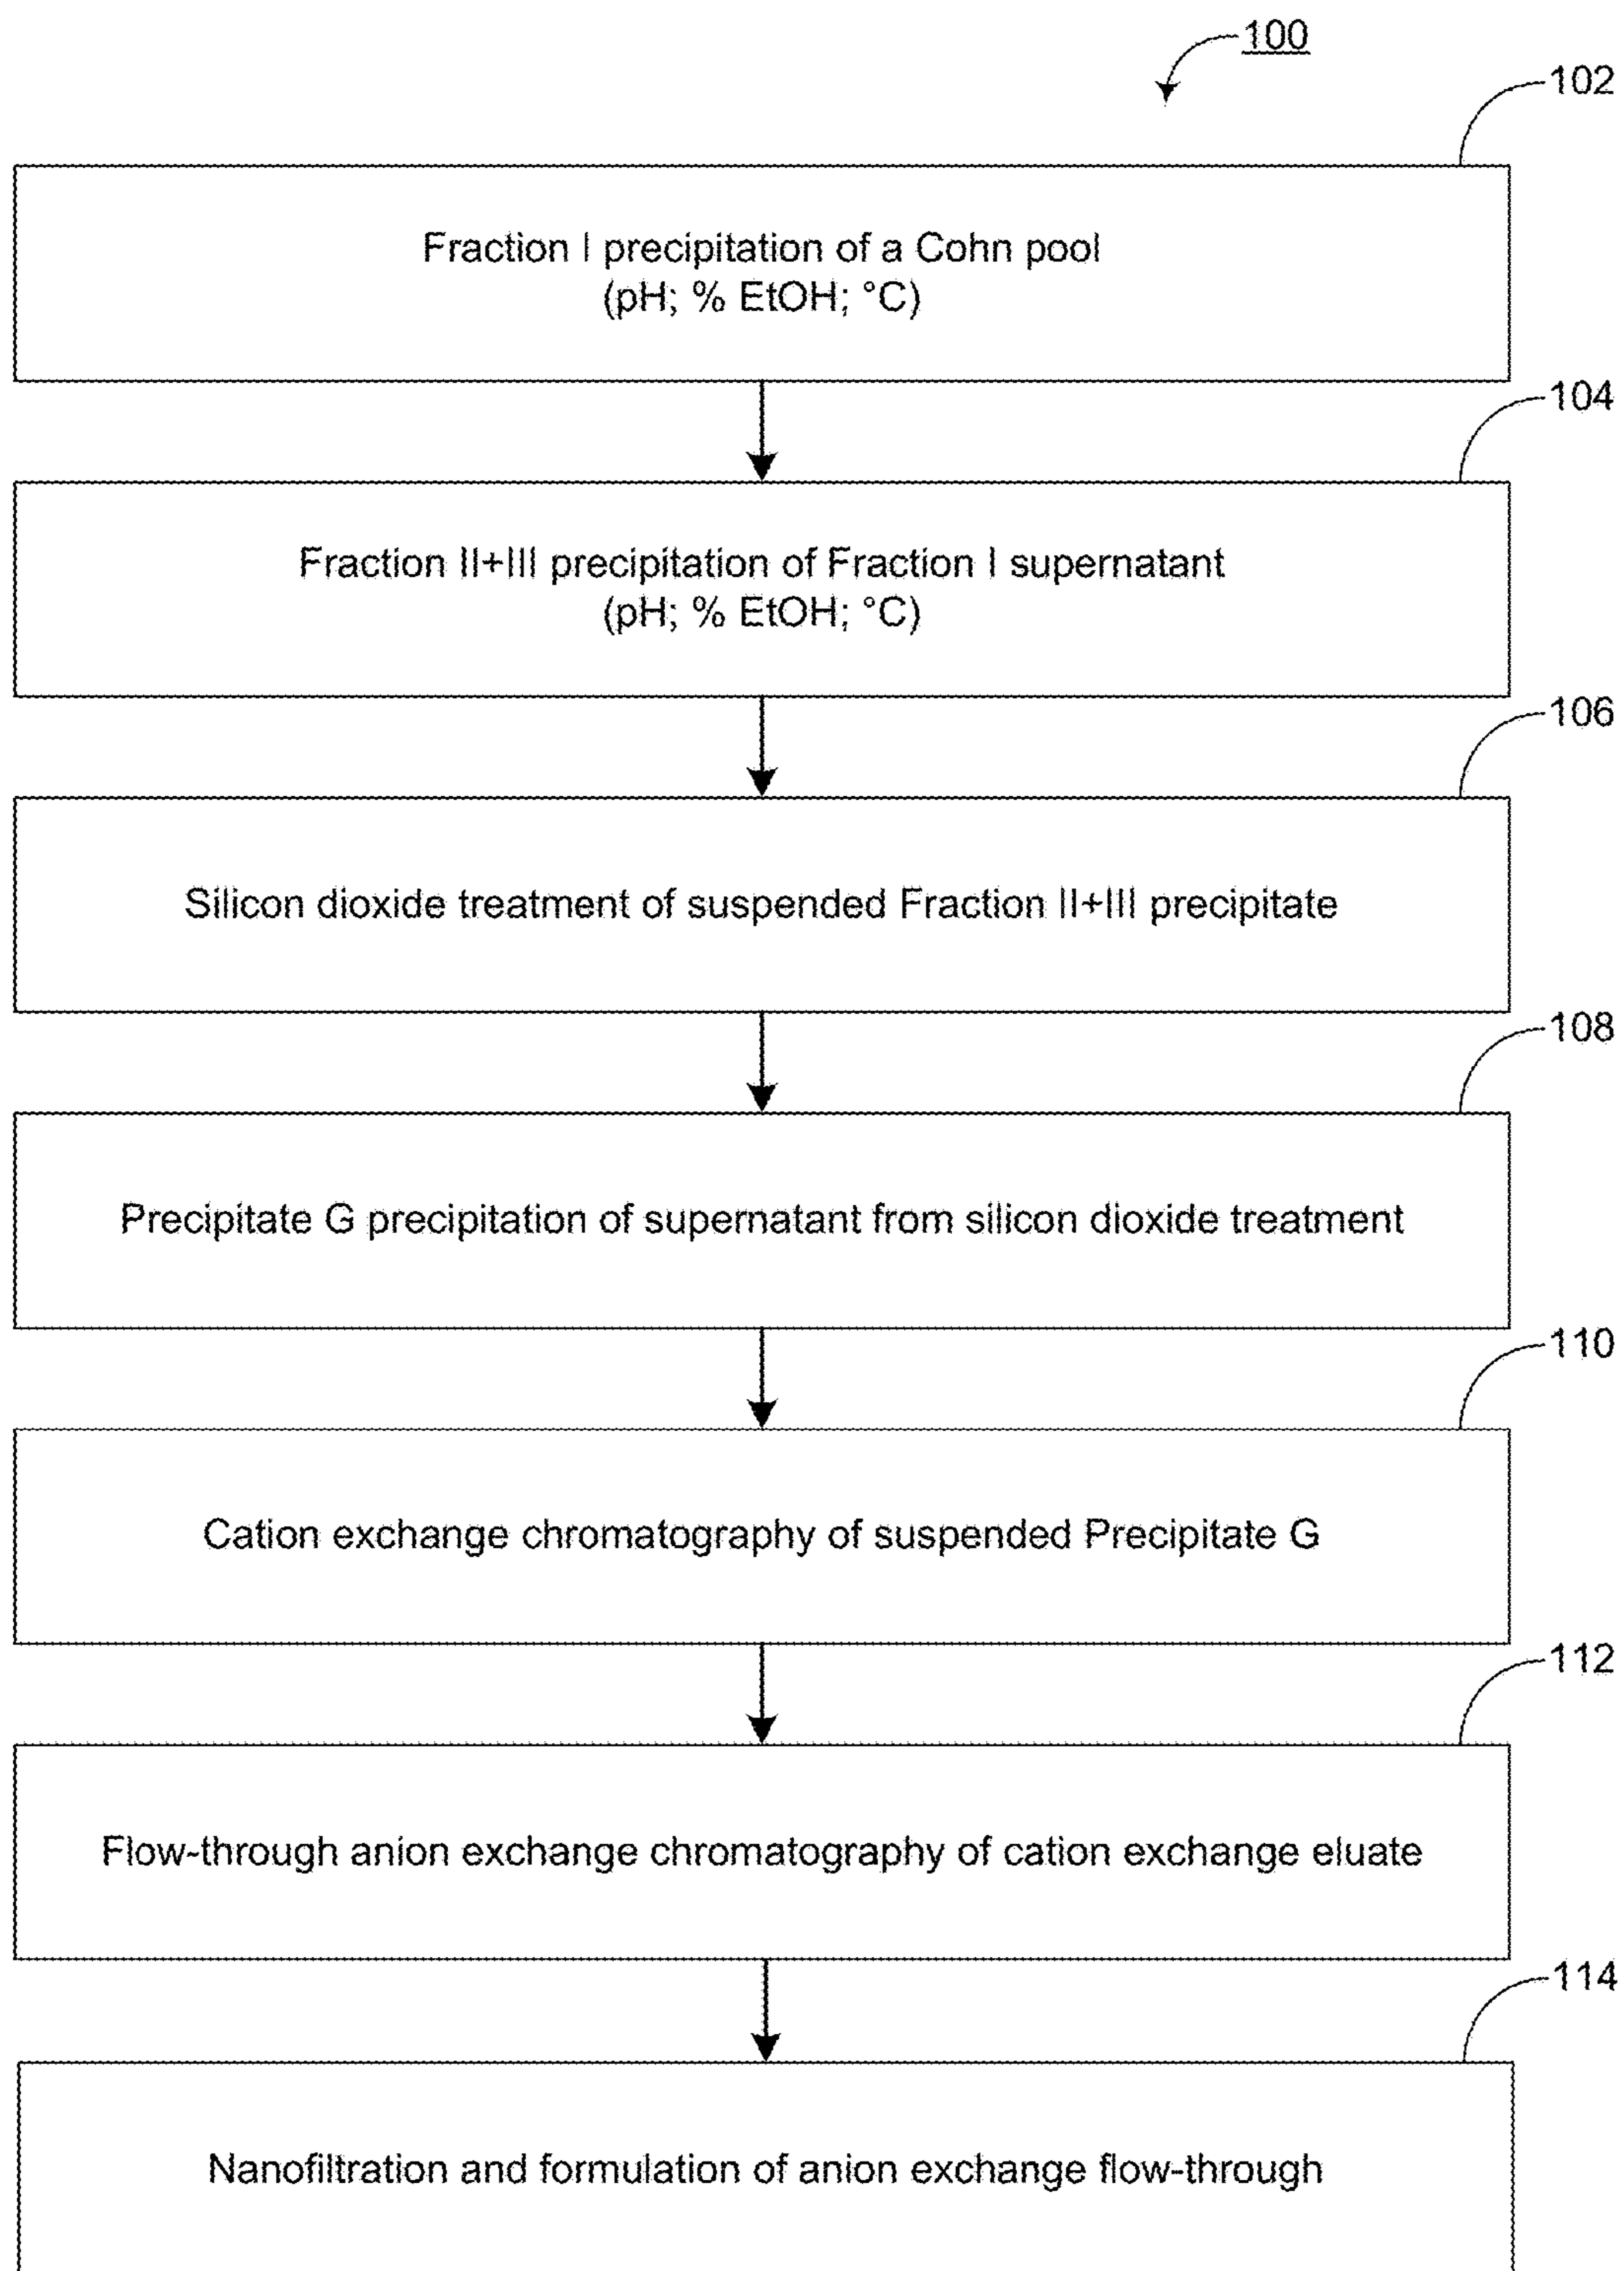 100
102
Fraction I precipitation of a Cohn pool
(pH; % EtOH; °C)
104
Fraction II+III precipitation of Fraction I supernatant
(pH; % EtOH; °C)
106
Silicon dioxide treatment of suspended Fraction II+III precipitate
108
Precipitate G precipitation of supernatant from silicon dioxide treatment
110
Cation exchange chromatography of suspended Precipitate G
112
Flow-through anion exchange chromatography of cation exchange eluate
114
Nanofiltration and formulation of anion exchange flow-through